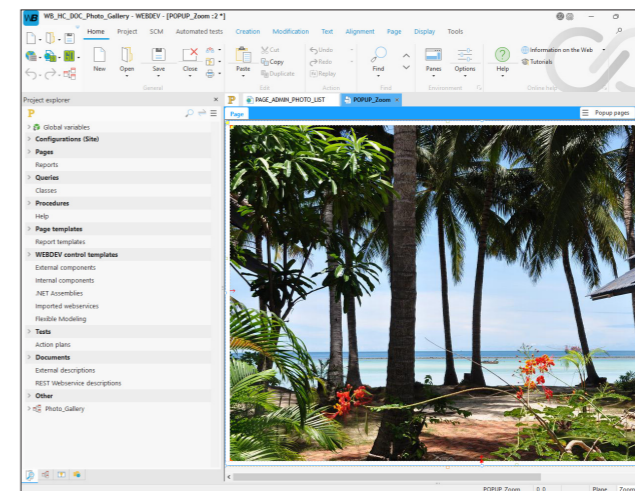 WB WB_HC_DOC_Photo_Gallery - WEBDEV - [POPUP_Zoom :2 *]
Home Project SCM Automated tests Creation Modification Text Alignment Page Display Tools
New Open Save Close Paste Cut Copy Duplicate Undo Redo Replay Find Panes Options Help Information on the Web Tutorials
General Edit Action Find Environment Online help
Project explorer
PAGE_ADMIN_PHOTO_LIST POPUP_Zoom
Page Popup pages
Global variables
Configurations (Site)
Pages
Reports
Queries
Classes
Procedures
Help
Page templates
Report templates
WEBDEV control templates
External components
Internal components
.NET Assemblies
Imported webservices
Flexible Modeling
Tests
Action plans
Documents
External descriptions
REST Webservice descriptions
Other
Photo_Gallery
POPUP_Zoom 0,0 Plane Zoom